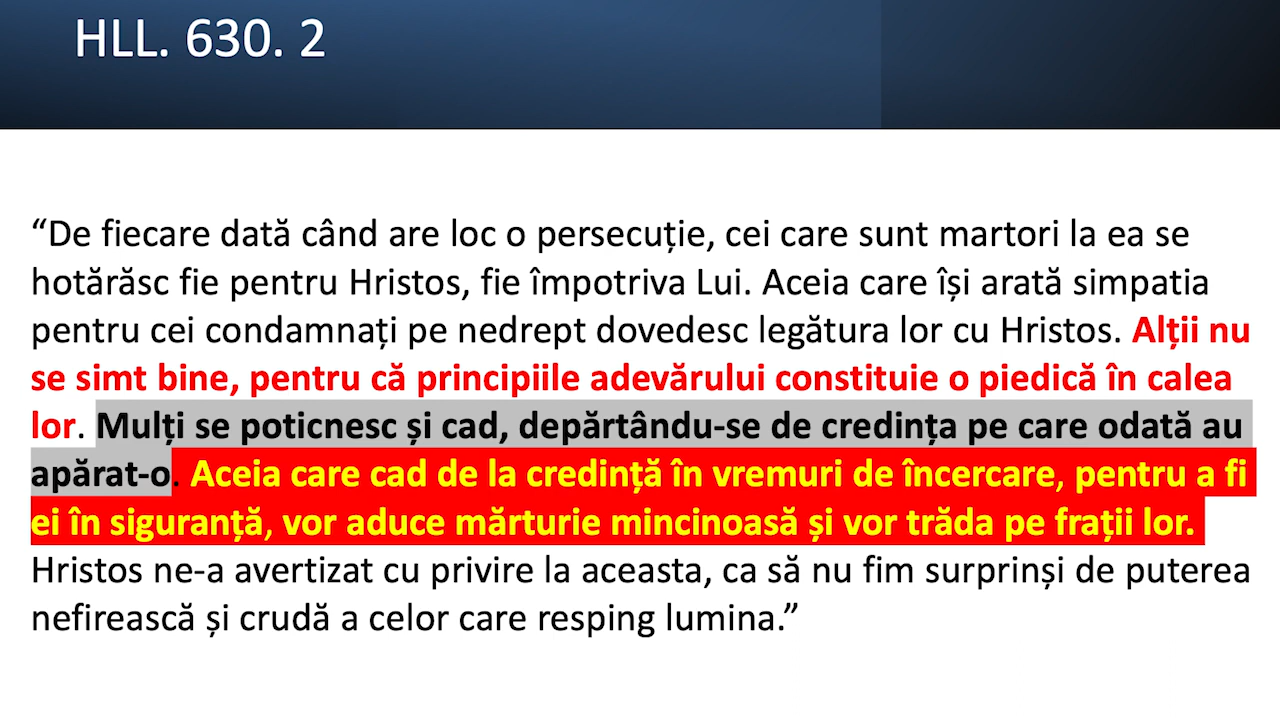 HLL. 630. 2
“De fiecare dată când are loc o persecuție, cei care sunt martori la ea se
hotărăsc fie pentru Hristos, fie împotriva Lui. Aceia care își arată simpatia
pentru cei condamnați pe nedrept dovedesc legătura lor cu Hristos. Alții nu
se simt bine, pentru că principiile adevărului constituie o piedică în calea
lor. Mulți se poticnesc și cad, depărtându-se de credința pe care odată au
apărat-o. Aceia care cad de la credință în vremuri de încercare, pentru a fi
ei în siguranță, vor aduce mărturie mincinoasă și vor trăda pe frații lor.
Hristos ne-a avertizat cu privire la aceasta, ca să nu fim surprinși de puterea
nefirească și crudă a celor care resping lumina.”